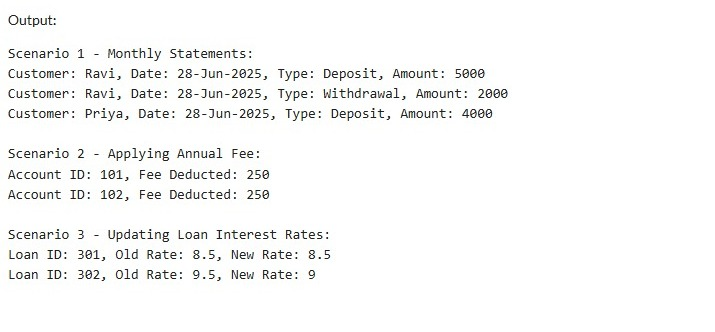 Output:
Scenario 1 - Monthly Statements:
Customer: Ravi, Date: 28-Jun-2025, Type: Deposit, Amount: 5000
Customer: Ravi, Date: 28-Jun-2025, Type: Withdrawal, Amount: 2000
Customer: Priya, Date: 28-Jun-2025, Type: Deposit, Amount: 4000
Scenario 2 - Applying Annual Fee:
Account ID: 101, Fee Deducted: 250
Account ID: 102, Fee Deducted: 250
Scenario 3 - Updating Loan Interest Rates:
Loan ID: 301, Old Rate: 8.5, New Rate: 8.5
Loan ID: 302, Old Rate: 9.5, New Rate: 9